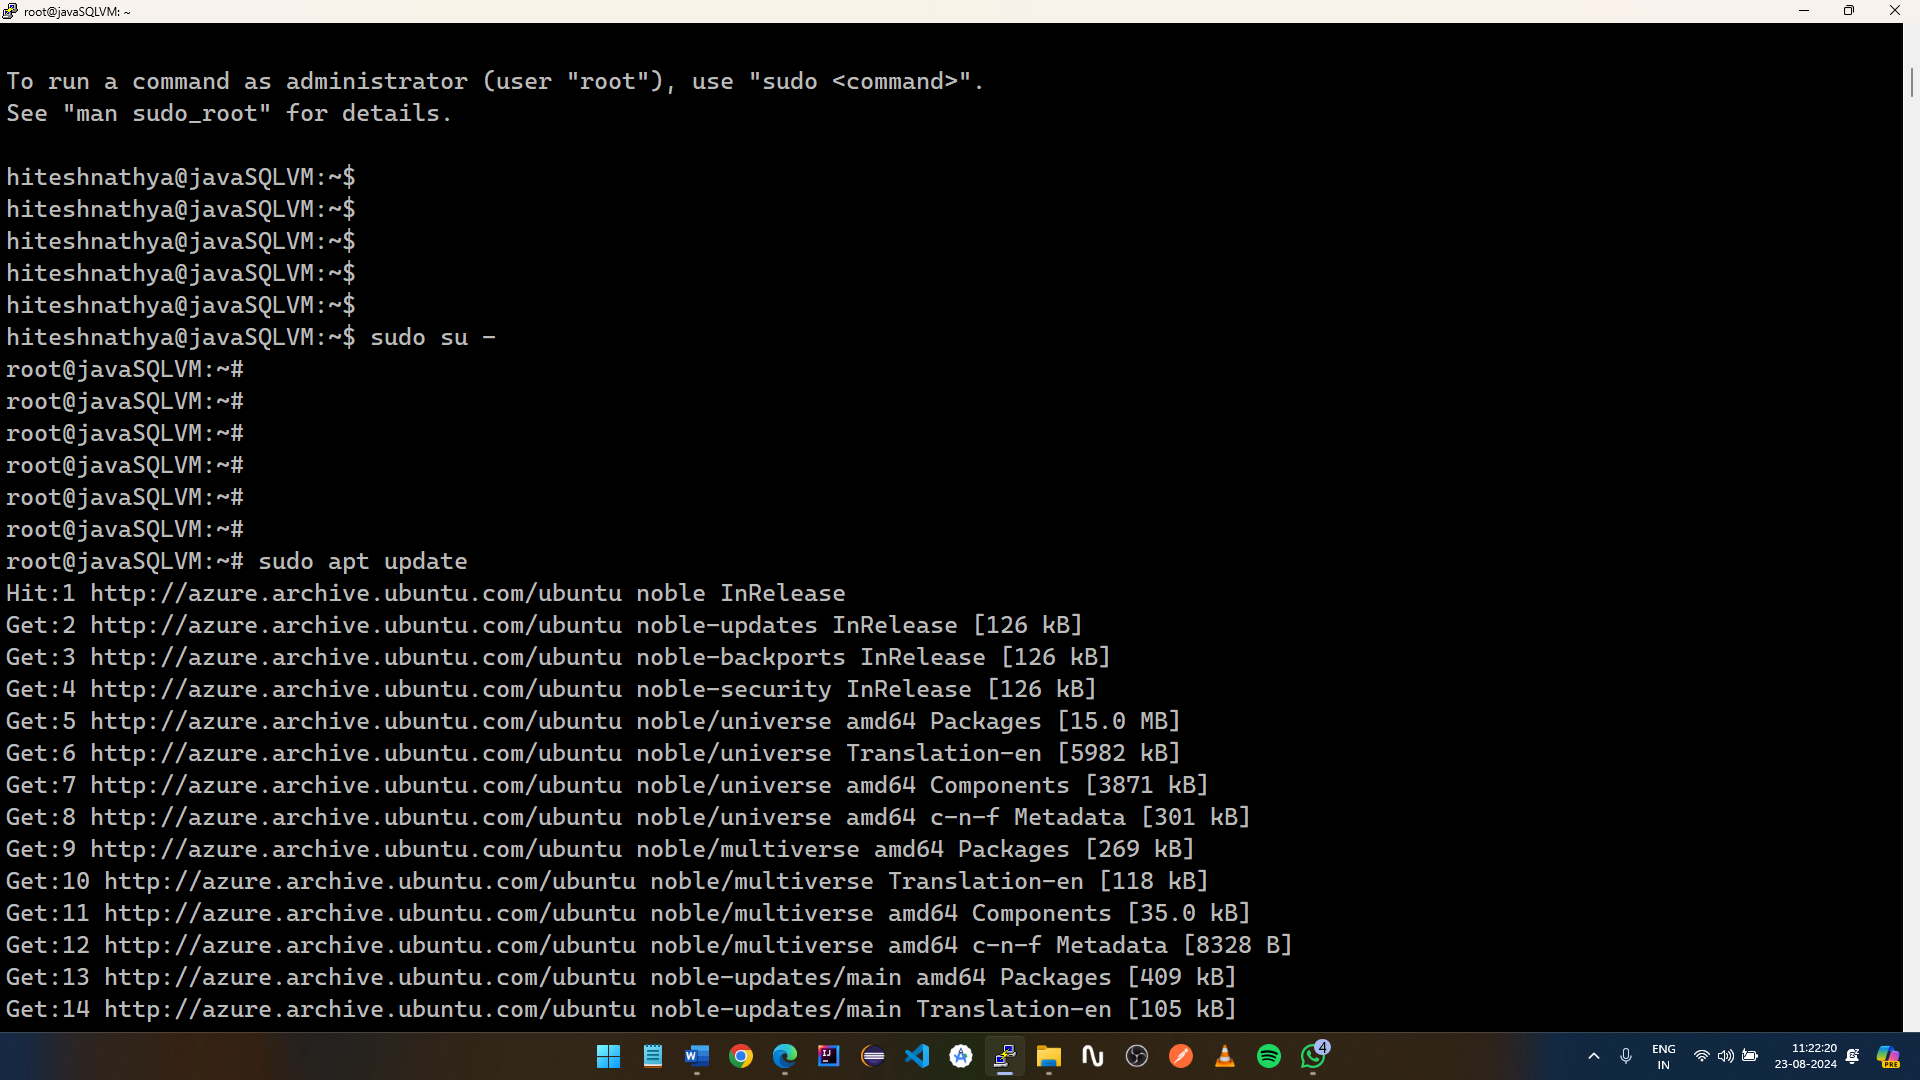 root@javaSQLVM: ~
To run a command as administrator (user "root"), use "sudo <command>".
See "man sudo_root" for details.
hiteshnathya@javaSQLVM:~$
hiteshnathya@javaSQLVM:~$
hiteshnathya@javaSQLVM:~$
hiteshnathya@javaSQLVM:~$
hiteshnathya@javaSQLVM:~$
hiteshnathya@javaSQLVM:~$ sudo su -
root@javaSQLVM:~#
root@javaSQLVM:~#
root@javaSQLVM:~#
root@javaSQLVM:~#
root@javaSQLVM:~#
root@javaSQLVM:~#
root@javaSQLVM:~# sudo apt update
Hit:1 http://azure.archive.ubuntu.com/ubuntu noble InRelease
Get:2 http://azure.archive.ubuntu.com/ubuntu noble-updates InRelease [126 kB]
Get:3 http://azure.archive.ubuntu.com/ubuntu noble-backports InRelease [126 kB]
Get:4 http://azure.archive.ubuntu.com/ubuntu noble-security InRelease [126 kB]
Get:5 http://azure.archive.ubuntu.com/ubuntu noble/universe amd64 Packages [15.0 MB]
Get:6 http://azure.archive.ubuntu.com/ubuntu noble/universe Translation-en [5982 kB]
Get:7 http://azure.archive.ubuntu.com/ubuntu noble/universe amd64 Components [3871 kB]
Get:8 http://azure.archive.ubuntu.com/ubuntu noble/universe amd64 c-n-f Metadata [301 kB]
Get:9 http://azure.archive.ubuntu.com/ubuntu noble/multiverse amd64 Packages [269 kB]
Get:10 http://azure.archive.ubuntu.com/ubuntu noble/multiverse Translation-en [118 kB]
Get:11 http://azure.archive.ubuntu.com/ubuntu noble/multiverse amd64 Components [35.0 kB]
Get:12 http://azure.archive.ubuntu.com/ubuntu noble/multiverse amd64 c-n-f Metadata [8328 B]
Get:13 http://azure.archive.ubuntu.com/ubuntu noble-updates/main amd64 Packages [409 kB]
Get:14 http://azure.archive.ubuntu.com/ubuntu noble-updates/main Translation-en [105 kB]
4
ENG
IN
11:22:20
23-08-2024
PRE